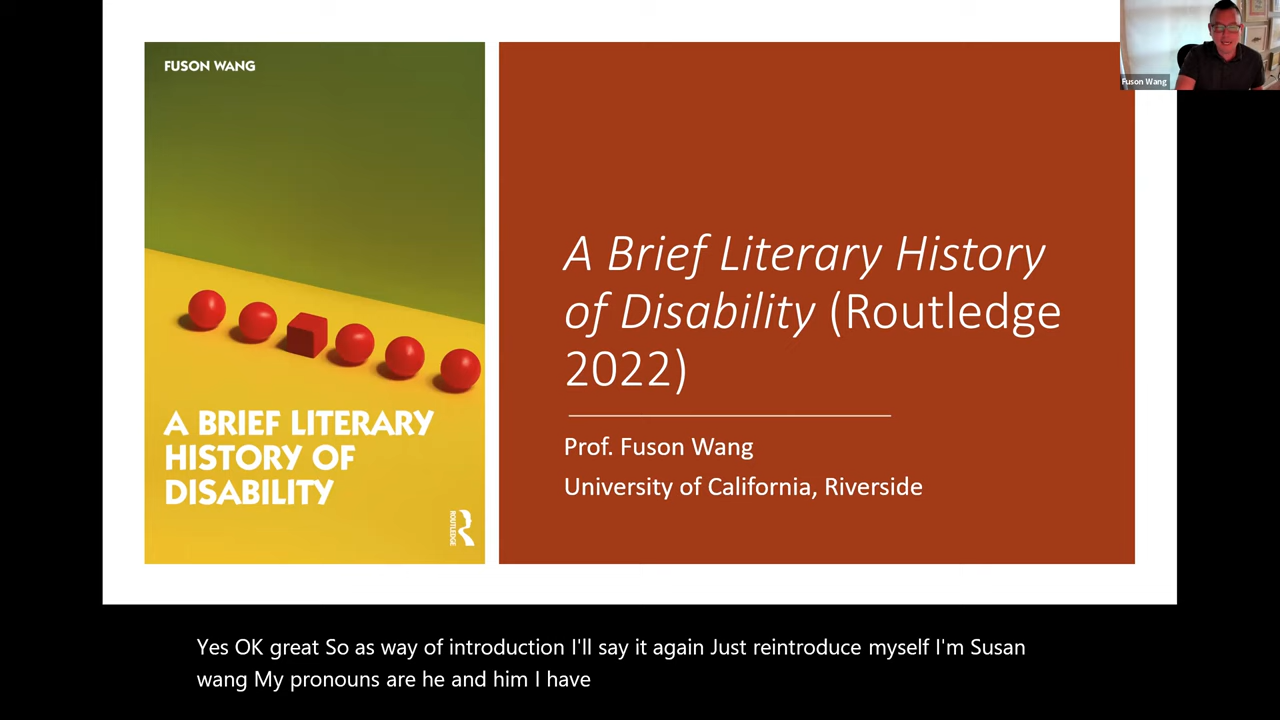 FUSON WANG
A BRIEF LITERARY
HISTORY OF
DISABILITY
ROUTLEDGE
A Brief Literary History
of Disability (Routledge
2022)
Prof. Fuson Wang
University of California, Riverside
Fuson Wang
Yes OK great So as way of introduction I'll say it again Just reintroduce myself I'm Susan
wang My pronouns are he and him I have